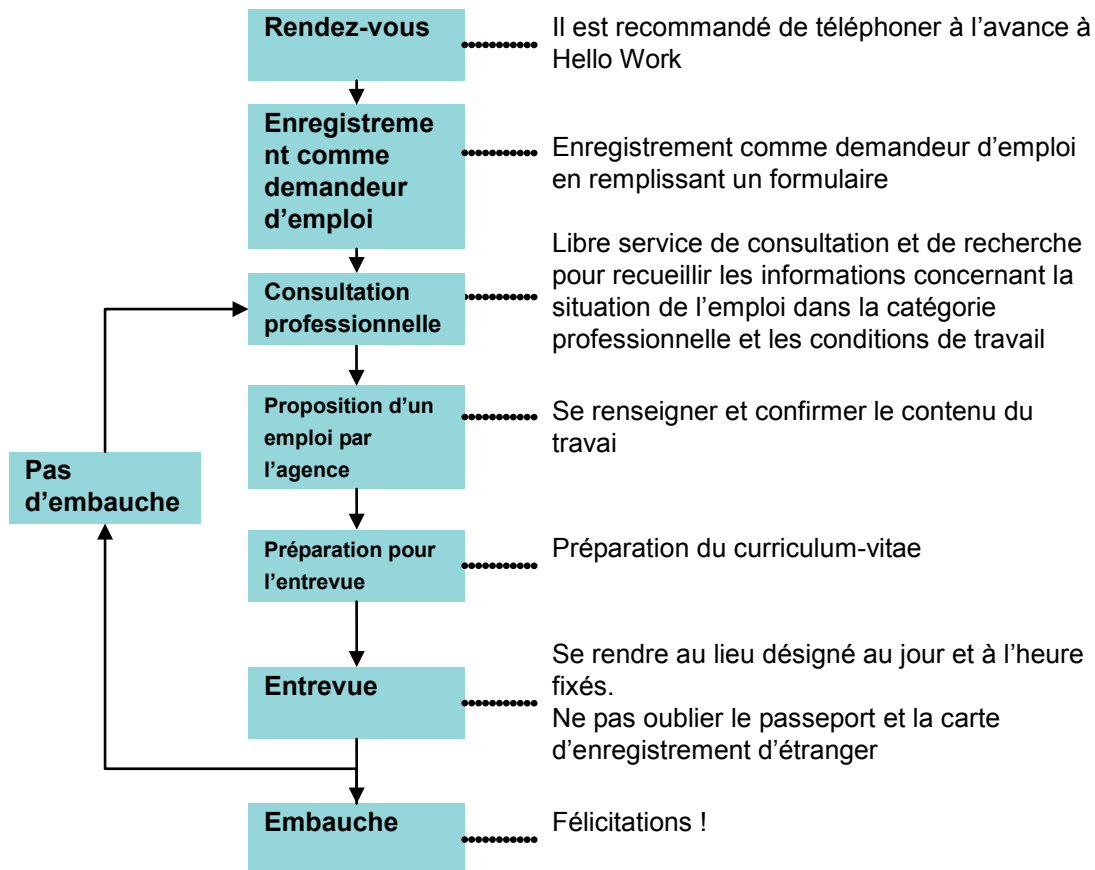 Rendez-vous
Il est recommandé de téléphoner à l’avance à
Hello Work
Enregistreme
nt comme
demandeur
d’emploi
Enregistrement comme demandeur d’emploi
en remplissant un formulaire
Consultation
professionnelle
Libre service de consultation et de recherche
pour recueillir les informations concernant la
situation de l’emploi dans la catégorie
professionnelle et les conditions de travail
Proposition d’un
emploi par
l’agence
Se renseigner et confirmer le contenu du
travai
Pas
d’embauche
Préparation pour
l’entrevue
Préparation du curriculum-vitae
Entrevue
Se rendre au lieu désigné au jour et à l’heure
fixés.
Ne pas oublier le passeport et la carte
d’enregistrement d’étranger
Embauche
Félicitations !